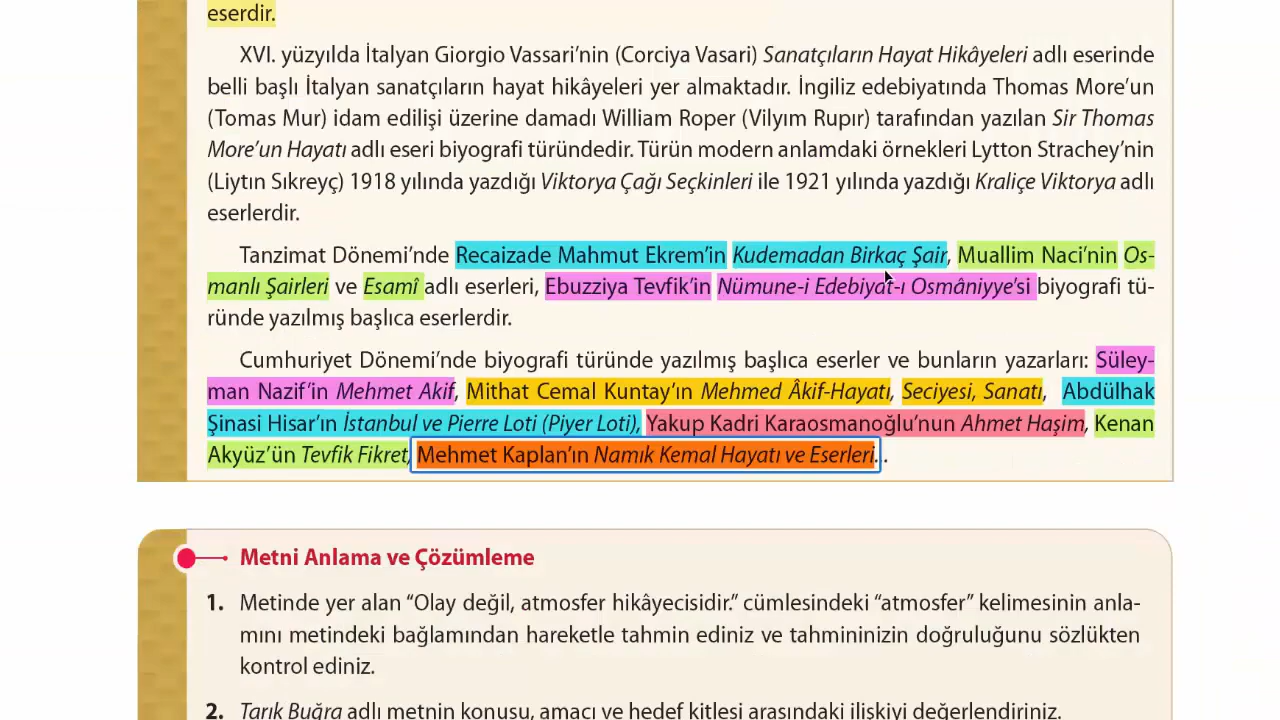 eserdir.
XVI. yüzyılda İtalyan Giorgio Vassari’nin (Corciya Vasari) Sanatçıların Hayat Hikâyeleri adlı eserinde
belli başlı İtalyan sanatçıların hayat hikâyeleri yer almaktadır. İngiliz edebiyatında Thomas More’un
(Tomas Mur) idam edilişi üzerine damadı William Roper (Vilyım Rupır) tarafından yazılan Sir Thomas
More’un Hayatı adlı eseri biyografi türündedir. Türün modern anlamdaki örnekleri Lytton Strachey’nin
(Liytın Sıkreyç) 1918 yılında yazdığı Viktorya Çağı Seçkinleri ile 1921 yılında yazdığı Kraliçe Viktorya adlı
eserlerdir.
Tanzimat Dönemi’nde Recaizade Mahmut Ekrem’in Kudemadan Birkaç Şair, Muallim Naci’nin Os-
manlı Şairleri ve Esamî adlı eserleri, Ebuzziya Tevfik’in Nümune-i Edebiyat-ı Osmâniyye’si biyografi tü-
ründe yazılmış başlıca eserlerdir.
Cumhuriyet Dönemi’nde biyografi türünde yazılmış başlıca eserler ve bunların yazarları: Süley-
man Nazif’in Mehmet Akif, Mithat Cemal Kuntay’ın Mehmed Âkif-Hayatı, Seciyesi, Sanatı, Abdülhak
Şinasi Hisar’ın İstanbul ve Pierre Loti (Piyer Loti), Yakup Kadri Karaosmanoğlu’nun Ahmet Haşim, Kenan
Akyüz’ün Tevfik Fikret, Mehmet Kaplan’ın Namık Kemal Hayatı ve Eserleri. .
Metni Anlama ve Çözümleme
1. Metinde yer alan “Olay değil, atmosfer hikâyecisidir.” cümlesindeki “atmosfer” kelimesinin anla-
mını metindeki bağlamından hareketle tahmin ediniz ve tahmininizin doğruluğunu sözlükten
kontrol ediniz.
2. Tarık Buğra adlı metnin konusu, amacı ve hedef kitlesi arasındaki ilişkiyi değerlendiriniz.